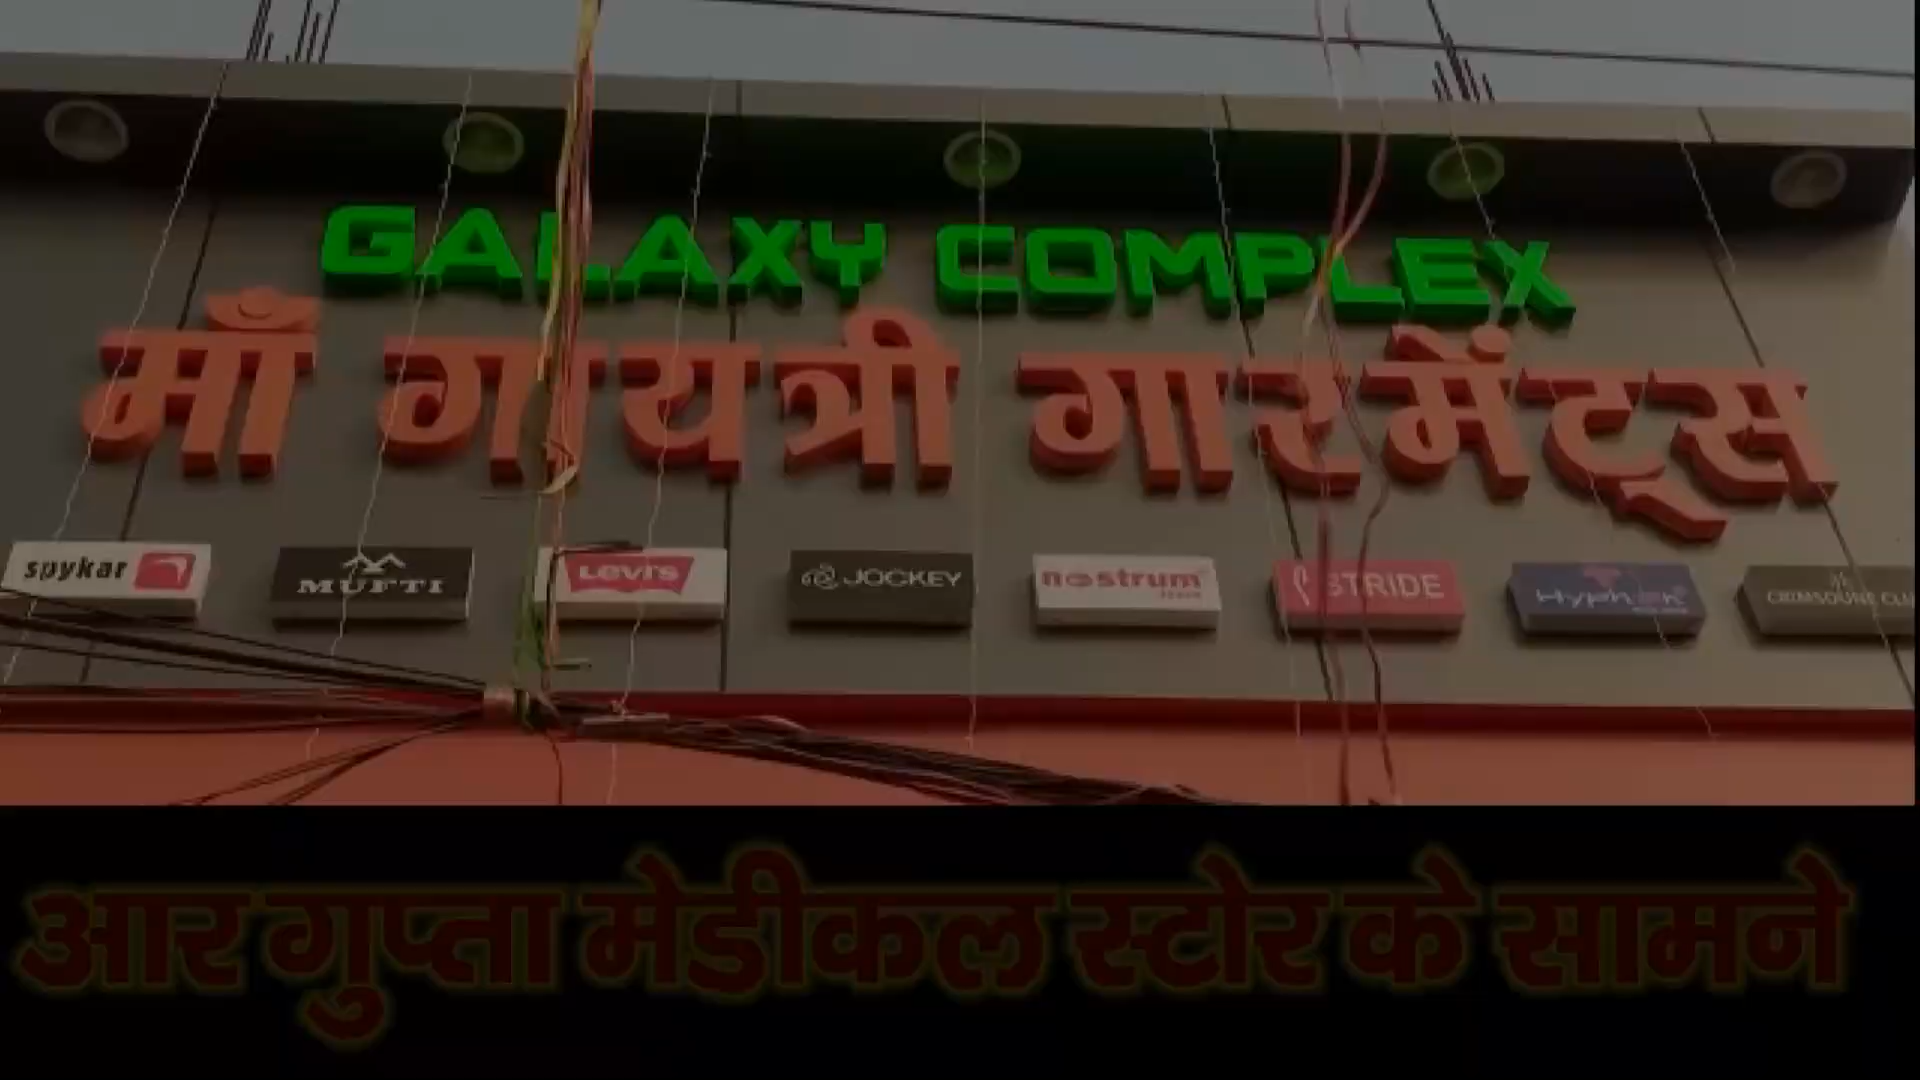 GALAXY COMPLEX
माँ गायत्री गारमेंट्स
spykar MUFTI Levi's JOCKEY nostrum STRIDE
आर गुप्ता मेडीकल स्टोर के सामने